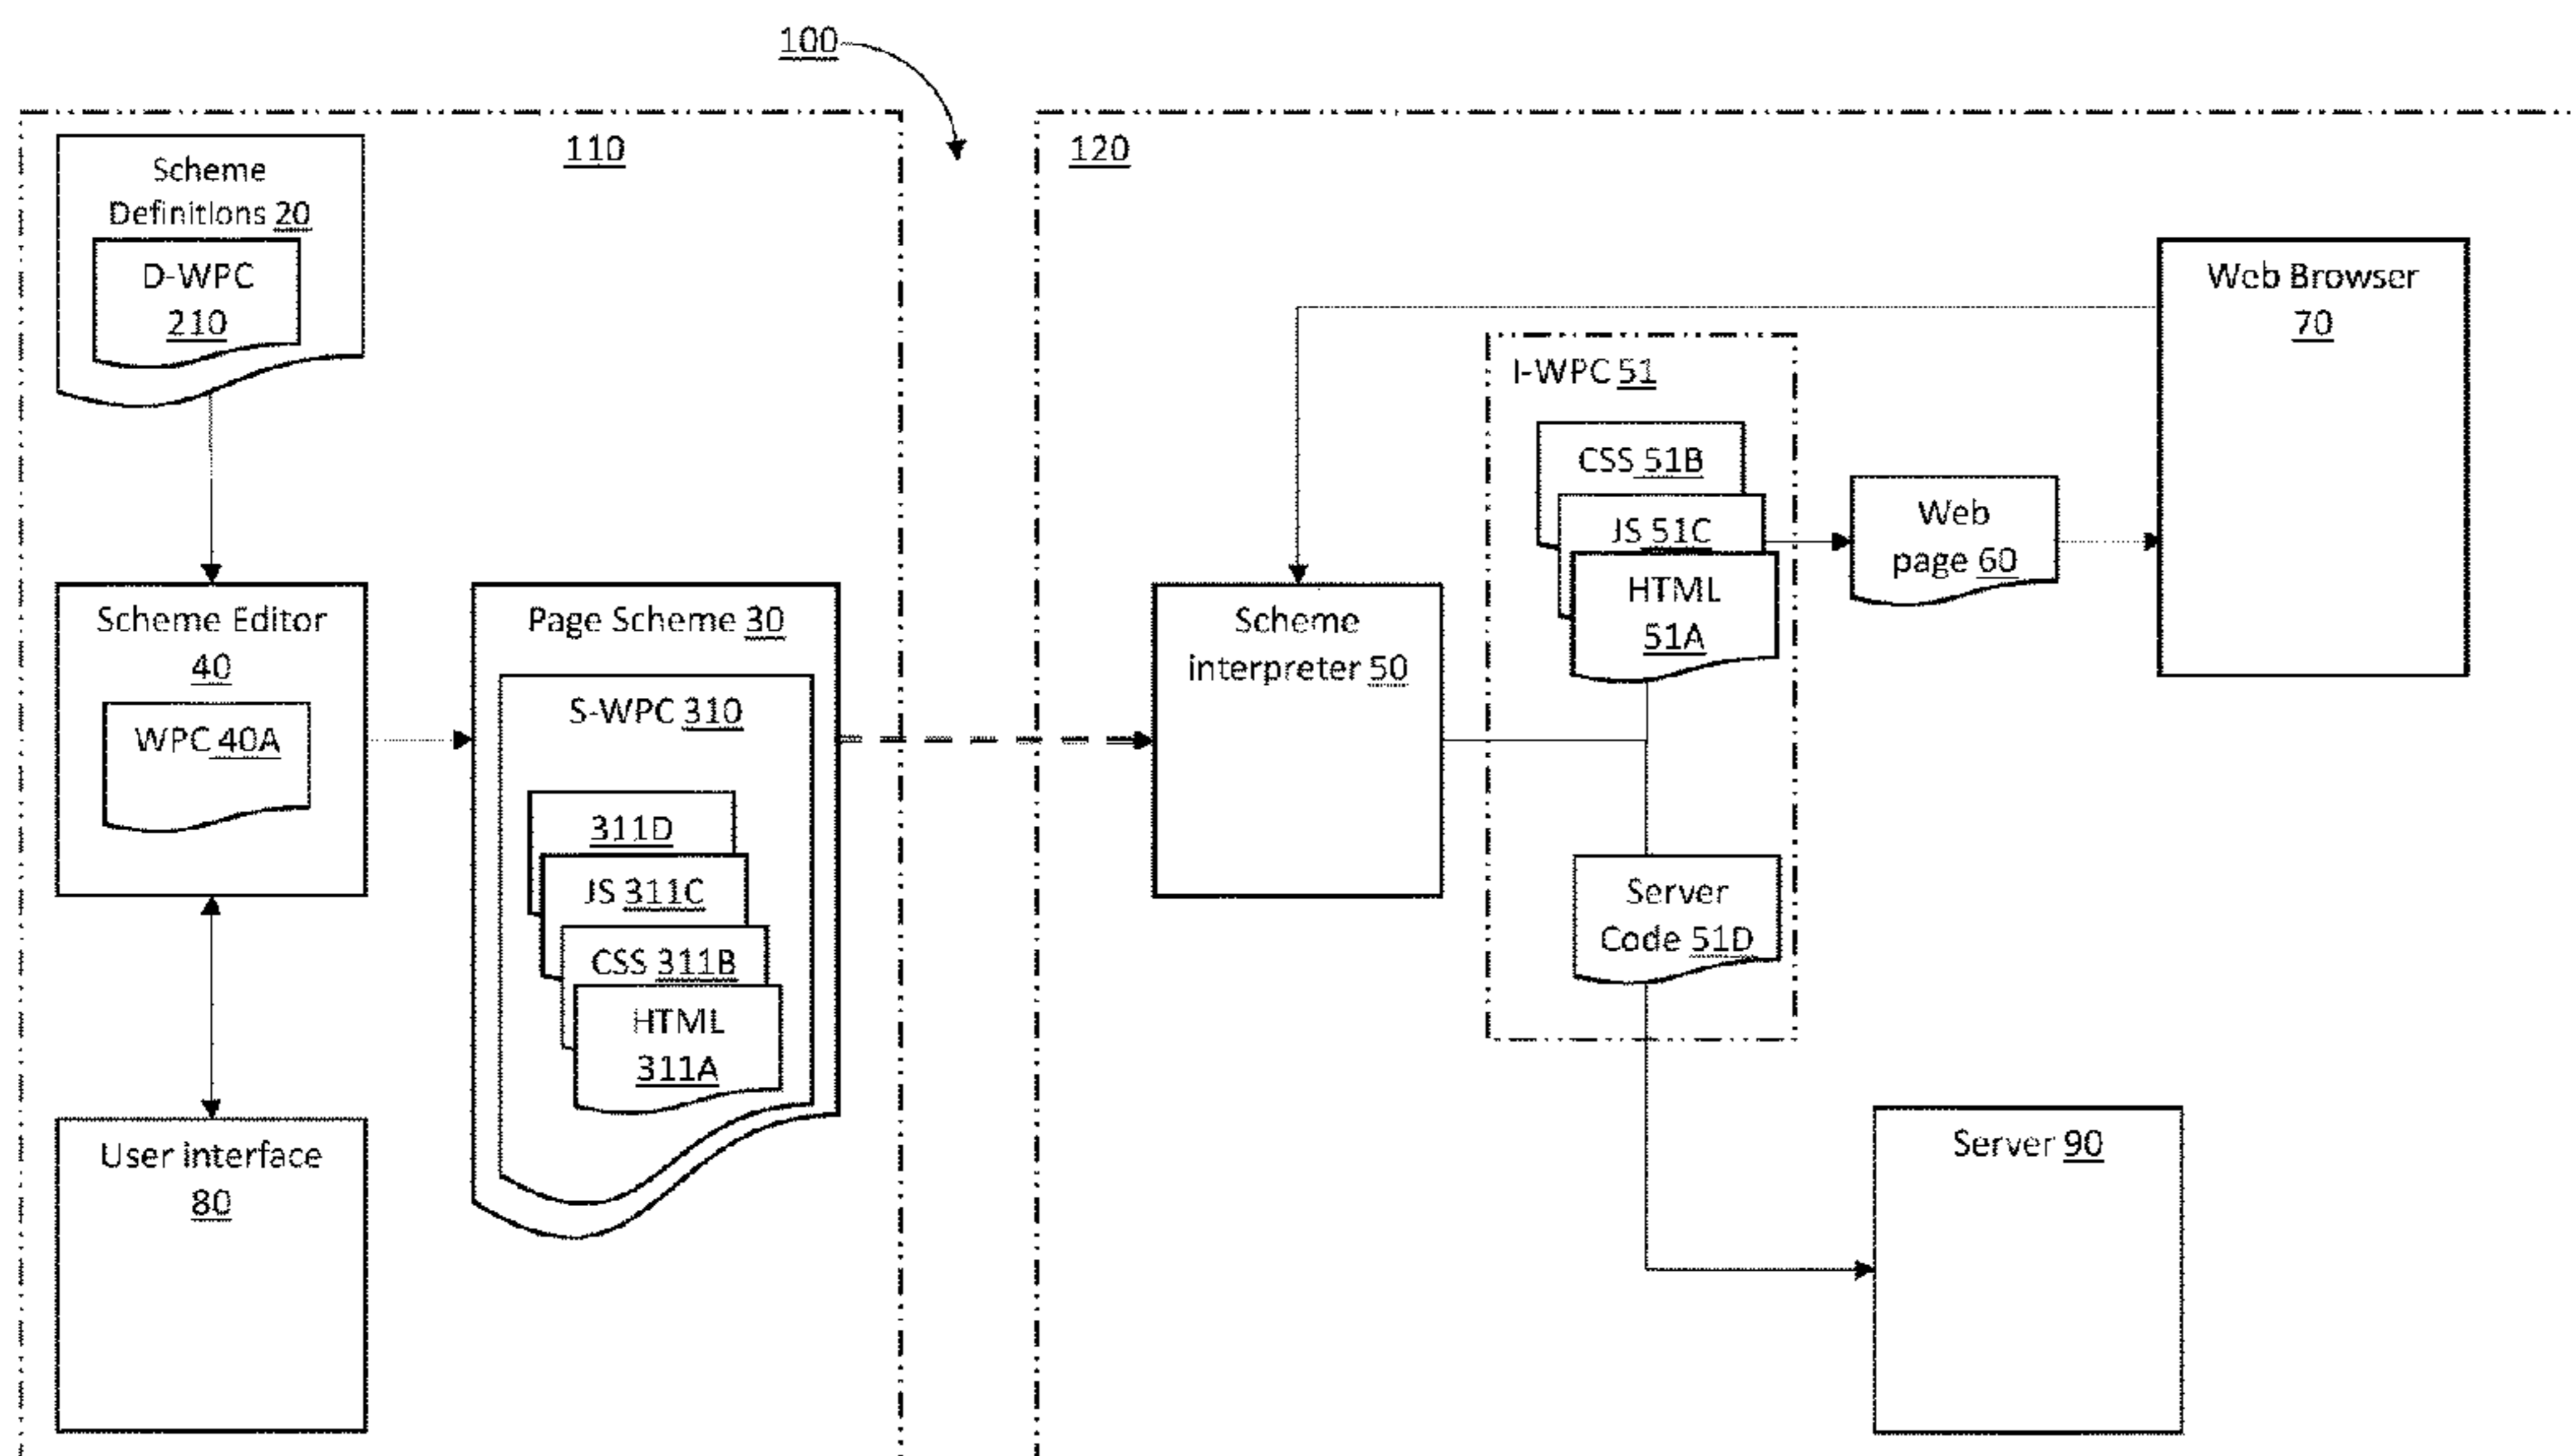 100
110
Scheme
Definitions 20
D-WPC
210
Scheme Editor
40
WPC 40A
User interface
80
Page Scheme 30
S-WPC 310
311D
JS 311C
CSS 311B
HTML
311A
120
Scheme
interpreter 50
I-WPC 51
CSS 51B
JS 51C
HTML
51A
Server
Code 51D
Web
page 60
Web Browser
70
Server 90